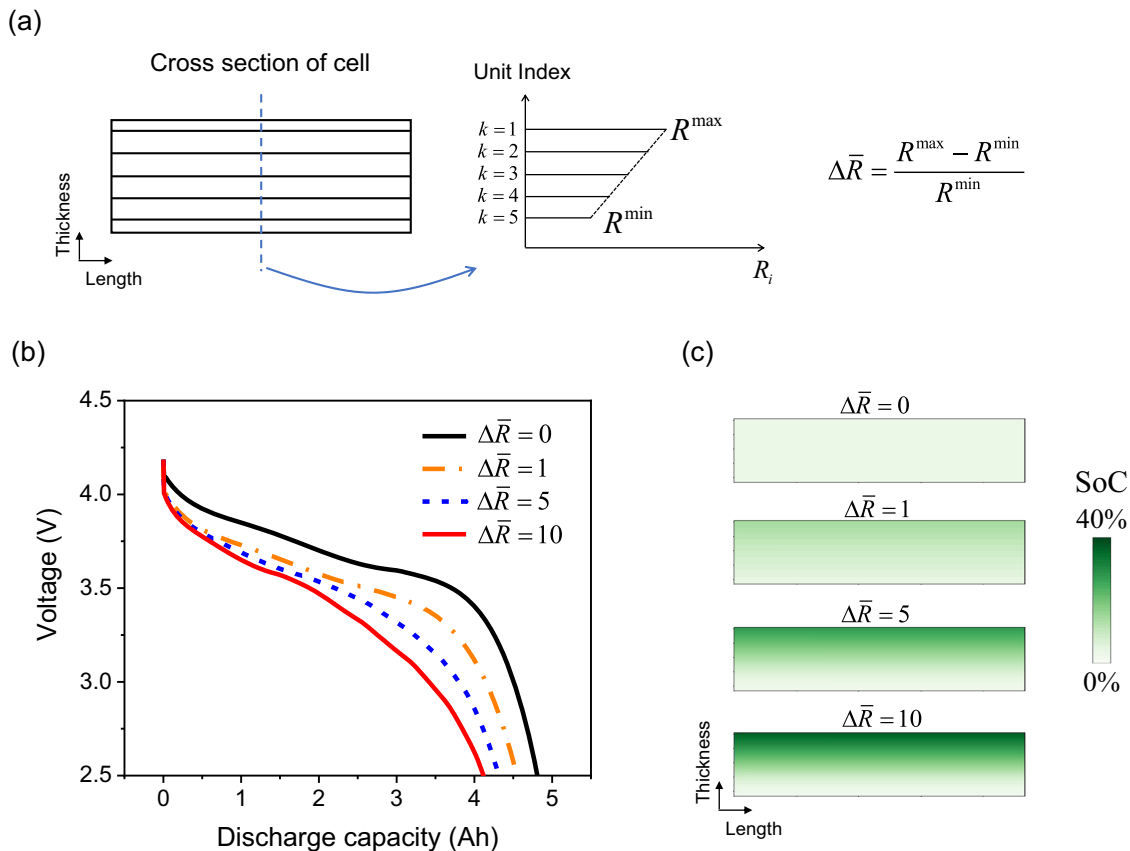 (a)
Cross section of cell
Unit Index
k = 1
k = 2
k = 3
k = 4
k = 5
R^max
R^min
R_i
Thickness
Length
ΔR̄ = (R^max − R^min) / R^min
(b)
4.5
4.0
3.5
3.0
2.5
Voltage (V)
0 1 2 3 4 5
Discharge capacity (Ah)
ΔR̄ = 0
ΔR̄ = 1
ΔR̄ = 5
ΔR̄ = 10
(c)
ΔR̄ = 0
ΔR̄ = 1
ΔR̄ = 5
ΔR̄ = 10
SoC
40%
0%
Thickness
Length